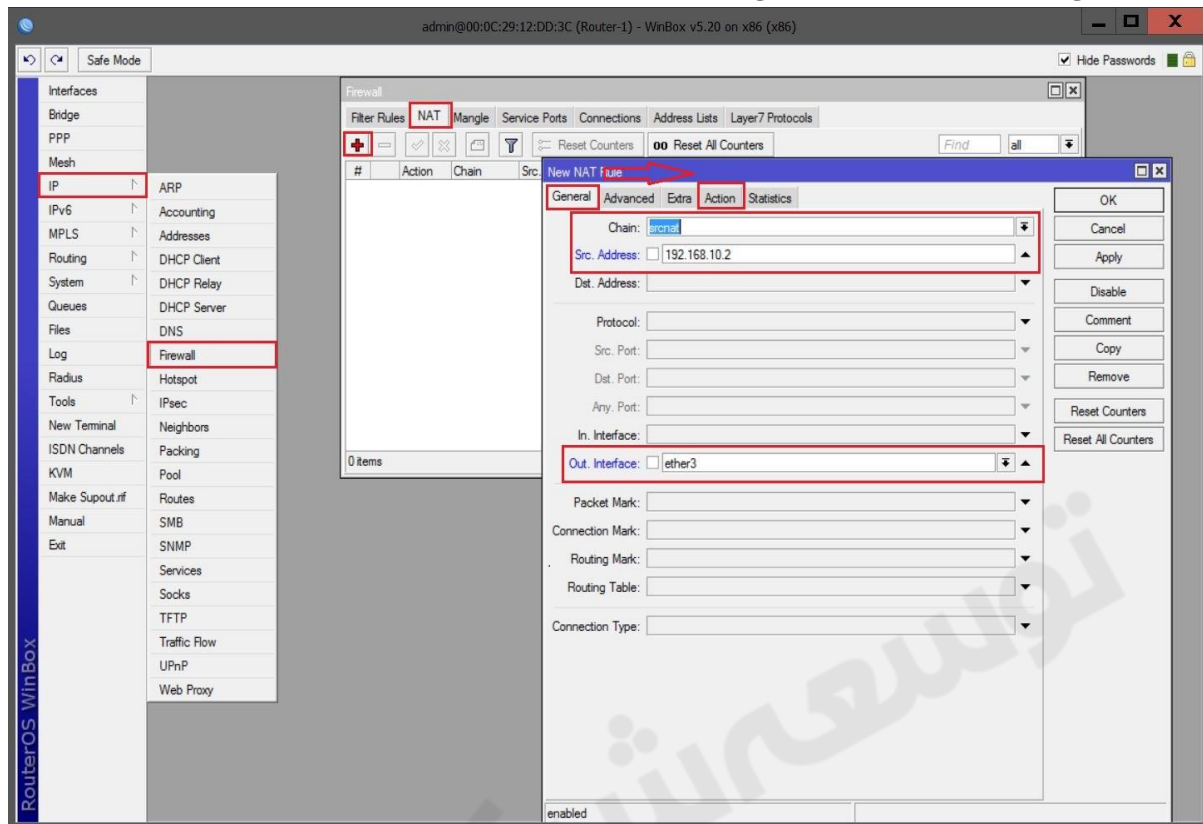 admin@00:0C:29:12:DD:3C (Router-1) - WinBox v5.20 on x86 (x86)
Safe Mode
Hide Passwords
Interfaces
Bridge
PPP
Mesh
IP
IPv6
MPLS
Routing
System
Queues
Files
Log
Radius
Tools
New Terminal
ISDN Channels
KVM
Make Supout.rif
Manual
Exit
RouterOS WinBox
ARP
Accounting
Addresses
DHCP Client
DHCP Relay
DHCP Server
DNS
Firewall
Hotspot
IPsec
Neighbors
Packing
Pool
Routes
SMB
SNMP
Services
Socks
TFTP
Traffic Flow
UPnP
Web Proxy
Firewall
Filter Rules NAT Mangle Service Ports Connections Address Lists Layer7 Protocols
Reset Counters 00 Reset All Counters Find all
# Action Chain Src.
0 items
New NAT Rule
General Advanced Extra Action Statistics
Chain: srcnat
Src. Address: 192.168.10.2
Dst. Address:
Protocol:
Src. Port:
Dst. Port:
Any. Port:
In. Interface:
Out. Interface: ether3
Packet Mark:
Connection Mark:
Routing Mark:
Routing Table:
Connection Type:
enabled
OK
Cancel
Apply
Disable
Comment
Copy
Remove
Reset Counters
Reset All Counters